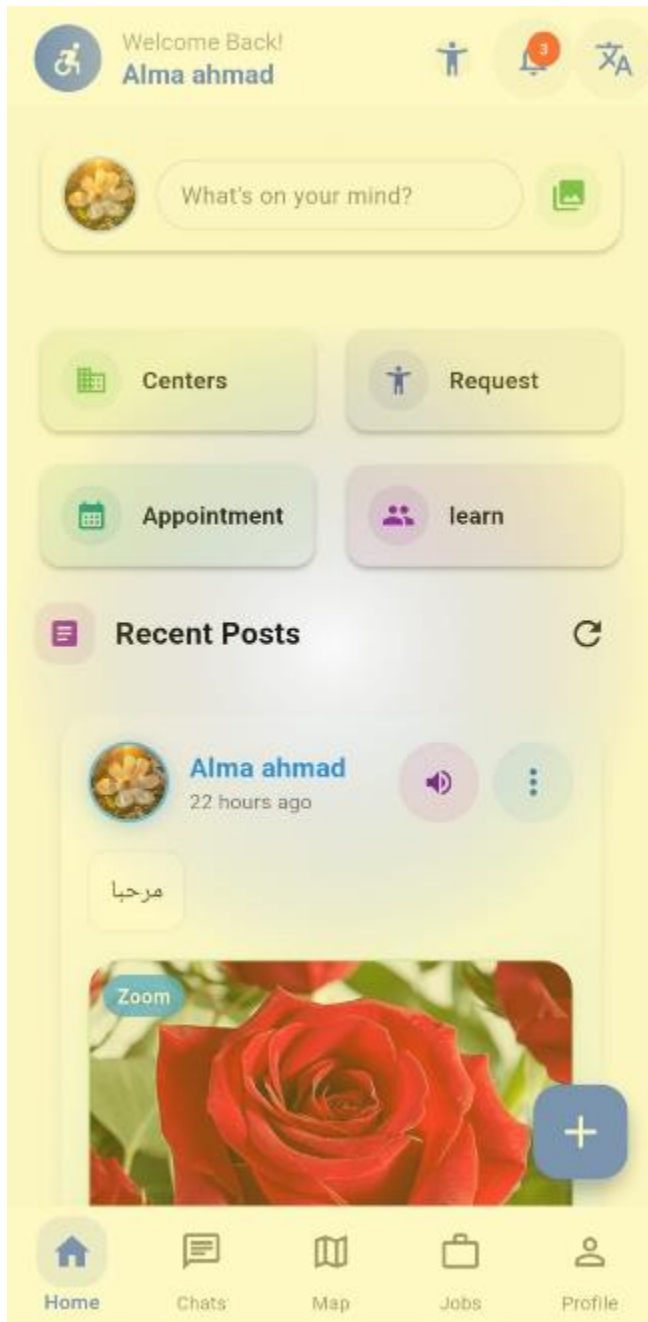 Welcome Back!
Alma ahmad
3
What's on your mind?
Centers
Request
Appointment
learn
Recent Posts
Alma ahmad
22 hours ago
مرحبا
Zoom
Home
Chats
Map
Jobs
Profile